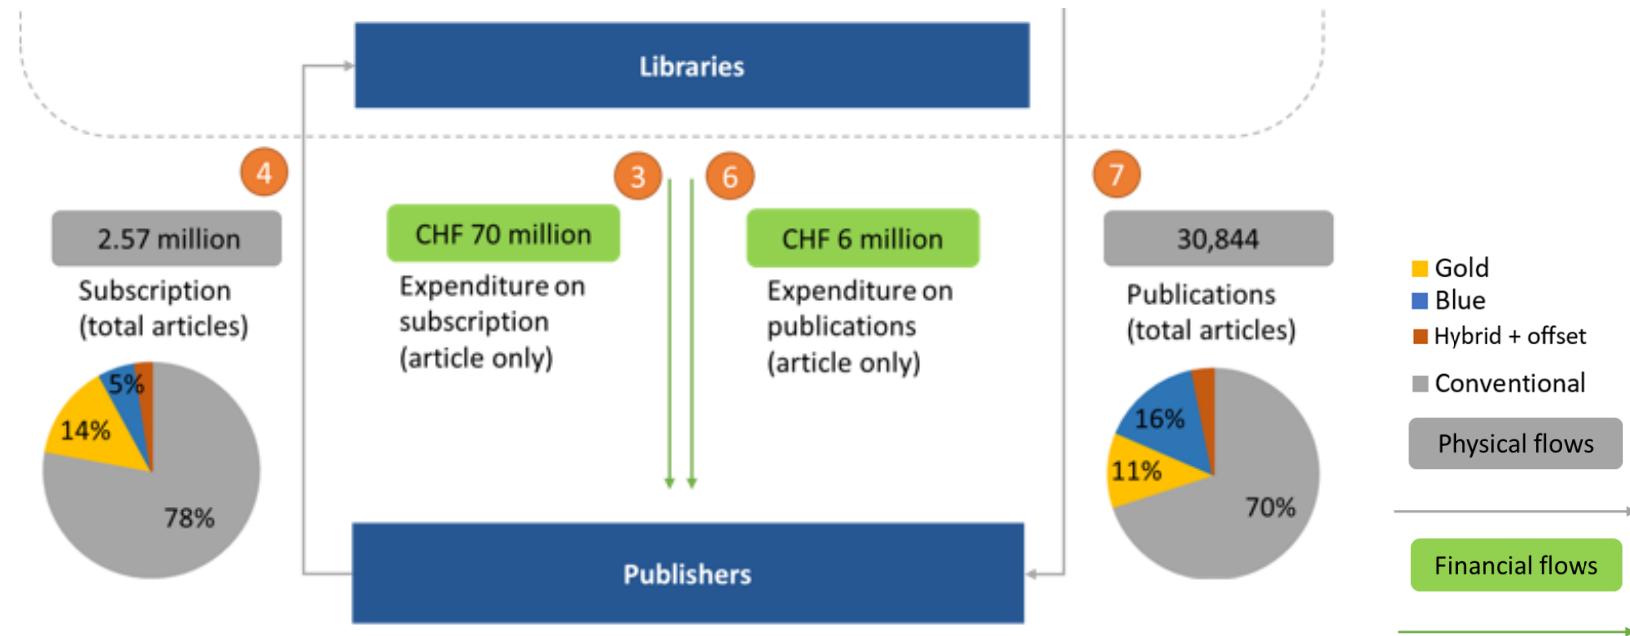 Libraries
4
3
6
7
2.57 million
Subscription
(total articles)
5%
14%
78%
CHF 70 million
Expenditure on
subscription
(article only)
CHF 6 million
Expenditure on
publications
(article only)
30,844
Publications
(total articles)
16%
11%
70%
Gold
Blue
Hybrid + offset
Conventional
Physical flows
Financial flows
Publishers